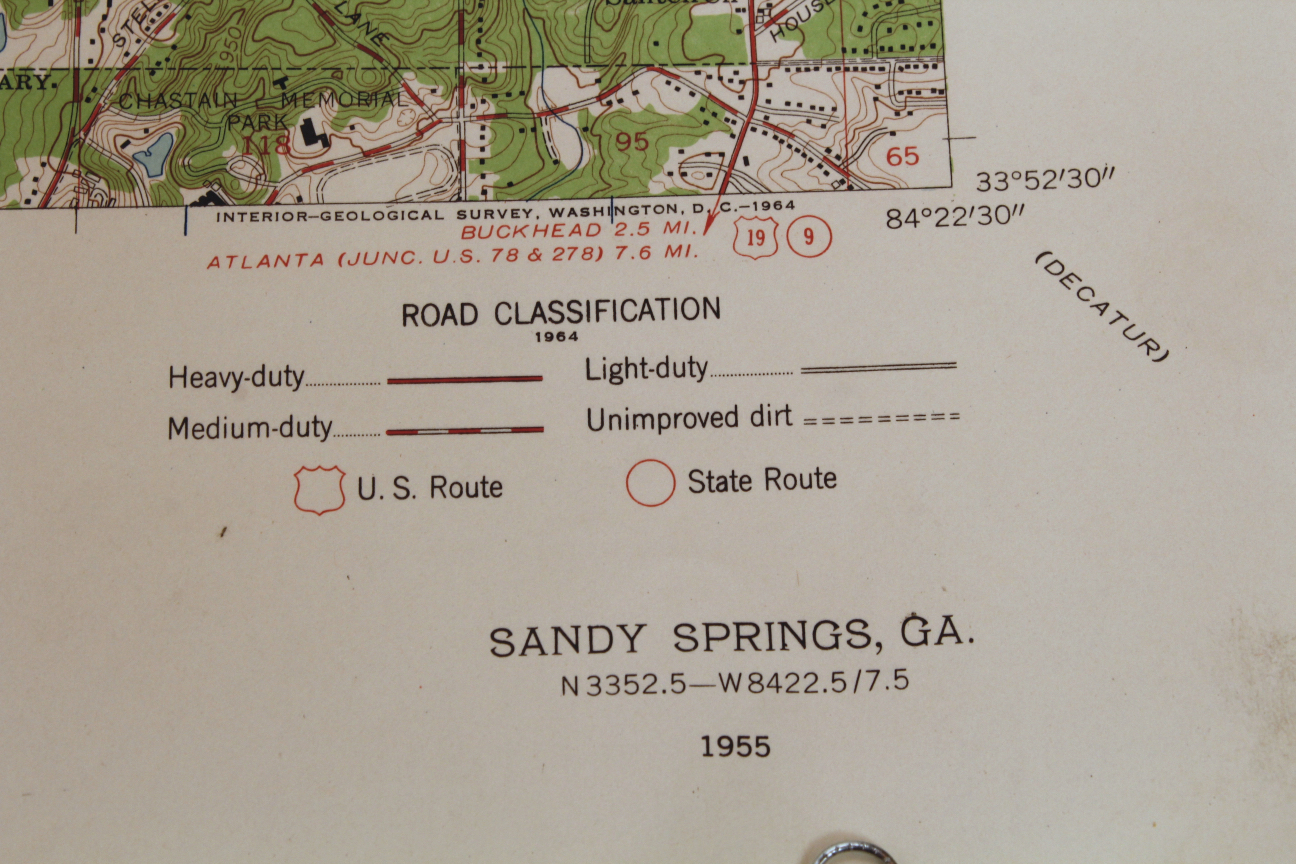 STEL
LANE
HOUSE
ARY.
CHASTAIN MEMORIAL
PARK
118
95
65
33°52'30"
INTERIOR—GEOLOGICAL SURVEY, WASHINGTON, D. C.—1964
84°22'30"
BUCKHEAD 2.5 MI.
19
9
ATLANTA (JUNC. U.S. 78 & 278) 7.6 MI.
(DECATUR)
ROAD CLASSIFICATION
1964
Heavy-duty
Light-duty
Medium-duty
Unimproved dirt
U. S. Route
State Route
SANDY SPRINGS, GA.
N3352.5—W8422.5/7.5
1955